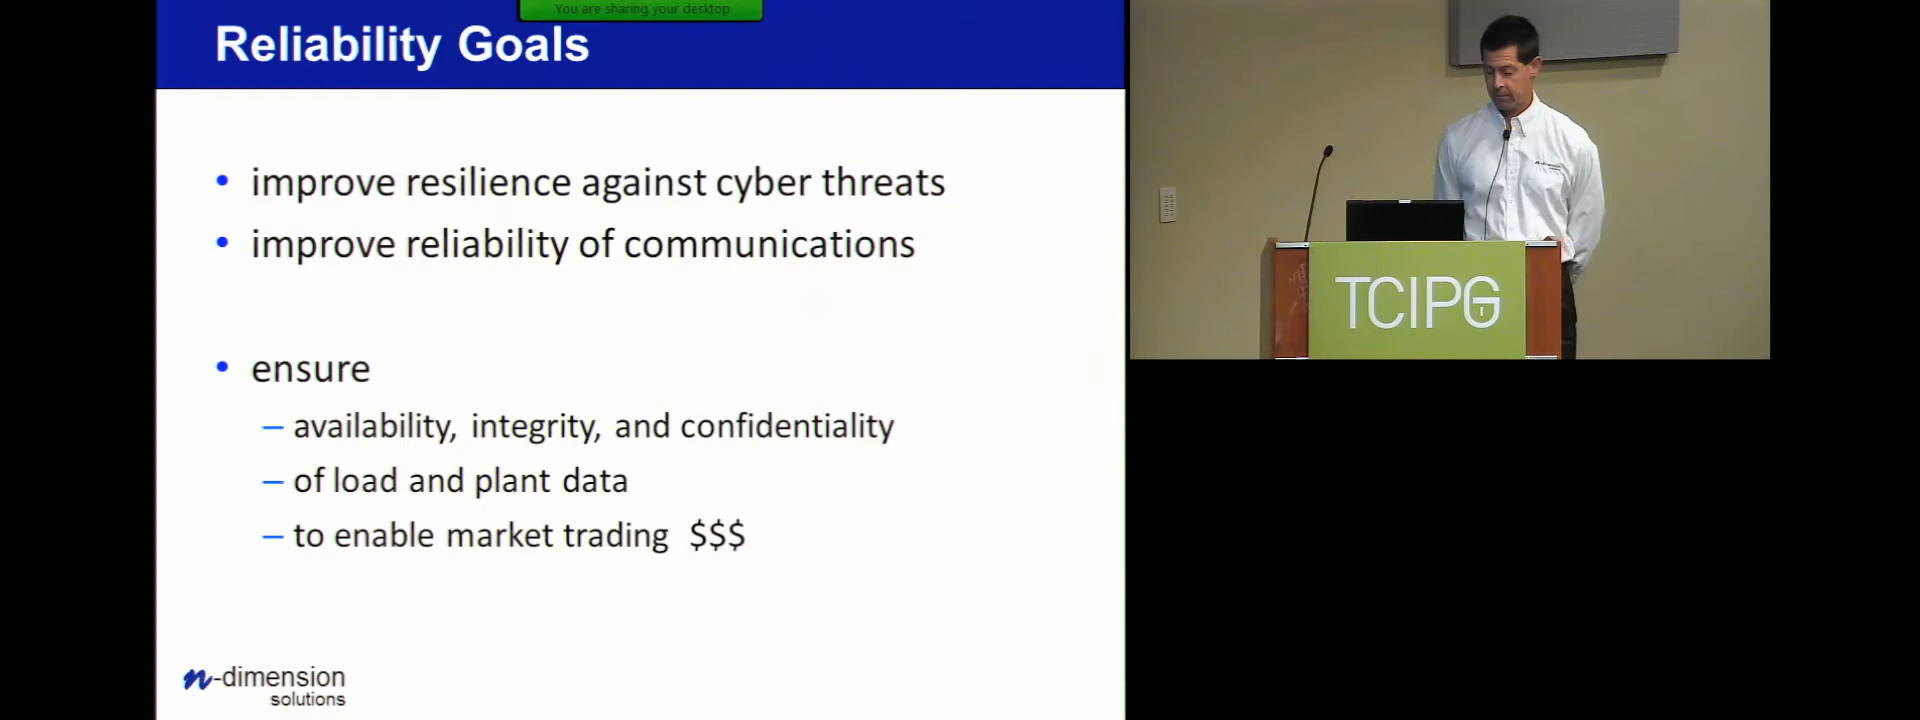 You are sharing your desktop
Reliability Goals
• improve resilience against cyber threats
• improve reliability of communications
• ensure
– availability, integrity, and confidentiality
– of load and plant data
– to enable market trading $$$
n-dimension
solutions
n-dimension
TCIPG